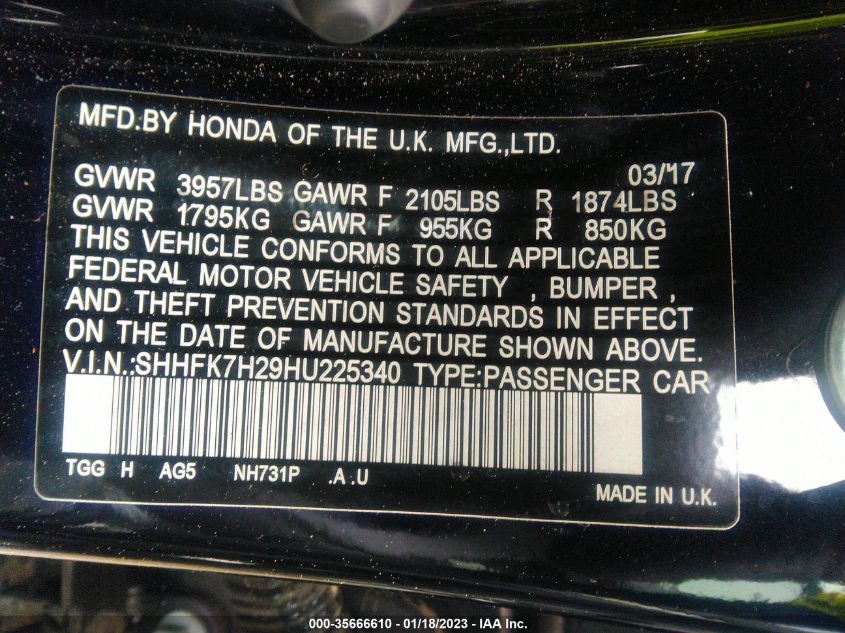 MFD.BY HONDA OF THE U.K. MFG.,LTD.
03/17
GVWR 3957LBS GAWR F 2105LBS R 1874LBS
GVWR 1795KG GAWR F 955KG R 850KG
THIS VEHICLE CONFORMS TO ALL APPLICABLE
FEDERAL MOTOR VEHICLE SAFETY , BUMPER ,
AND THEFT PREVENTION STANDARDS IN EFFECT
ON THE DATE OF MANUFACTURE SHOWN ABOVE.
V.I.N.:SHHFK7H29HU225340 TYPE:PASSENGER CAR
TGG H AG5 NH731P .A .U
MADE IN U.K.
000-35666610 - 01/18/2023 - IAA Inc.